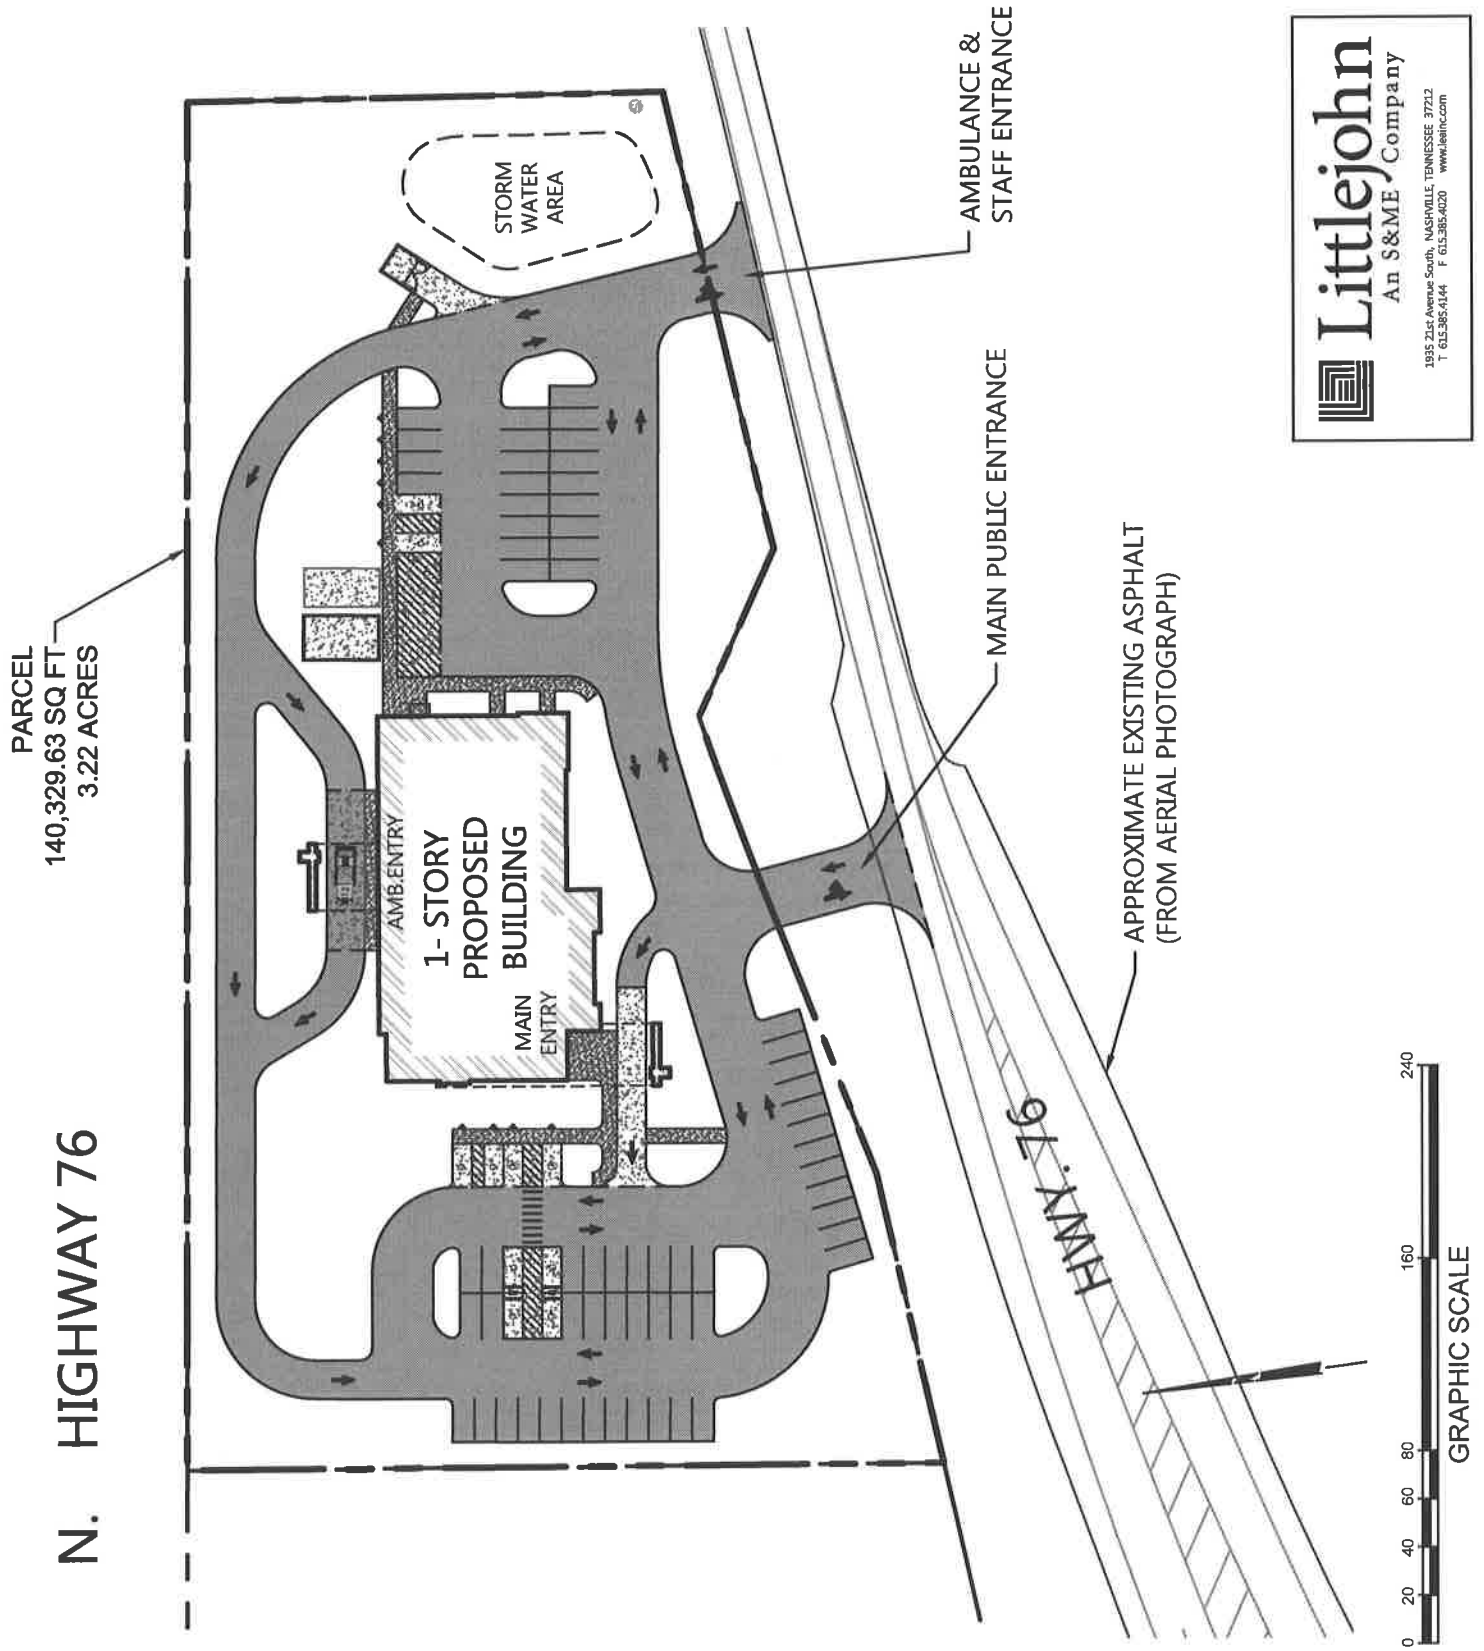 N. HIGHWAY 76
PARCEL
140,329.63 SQ FT
3.22 ACRES
STORM
WATER
AREA
AMB.ENTRY
1- STORY
PROPOSED
BUILDING
MAIN
ENTRY
AMBULANCE &
STAFF ENTRANCE
MAIN PUBLIC ENTRANCE
APPROXIMATE EXISTING ASPHALT
(FROM AERIAL PHOTOGRAPH)
HWY. 76
0 20 40 60 80 160 240
GRAPHIC SCALE
Littlejohn
An S&ME Company
1935 21st Avenue South, NASHVILLE, TENNESSEE 37212
T 615.385.4144 F 615.385.4020 www.leainc.com